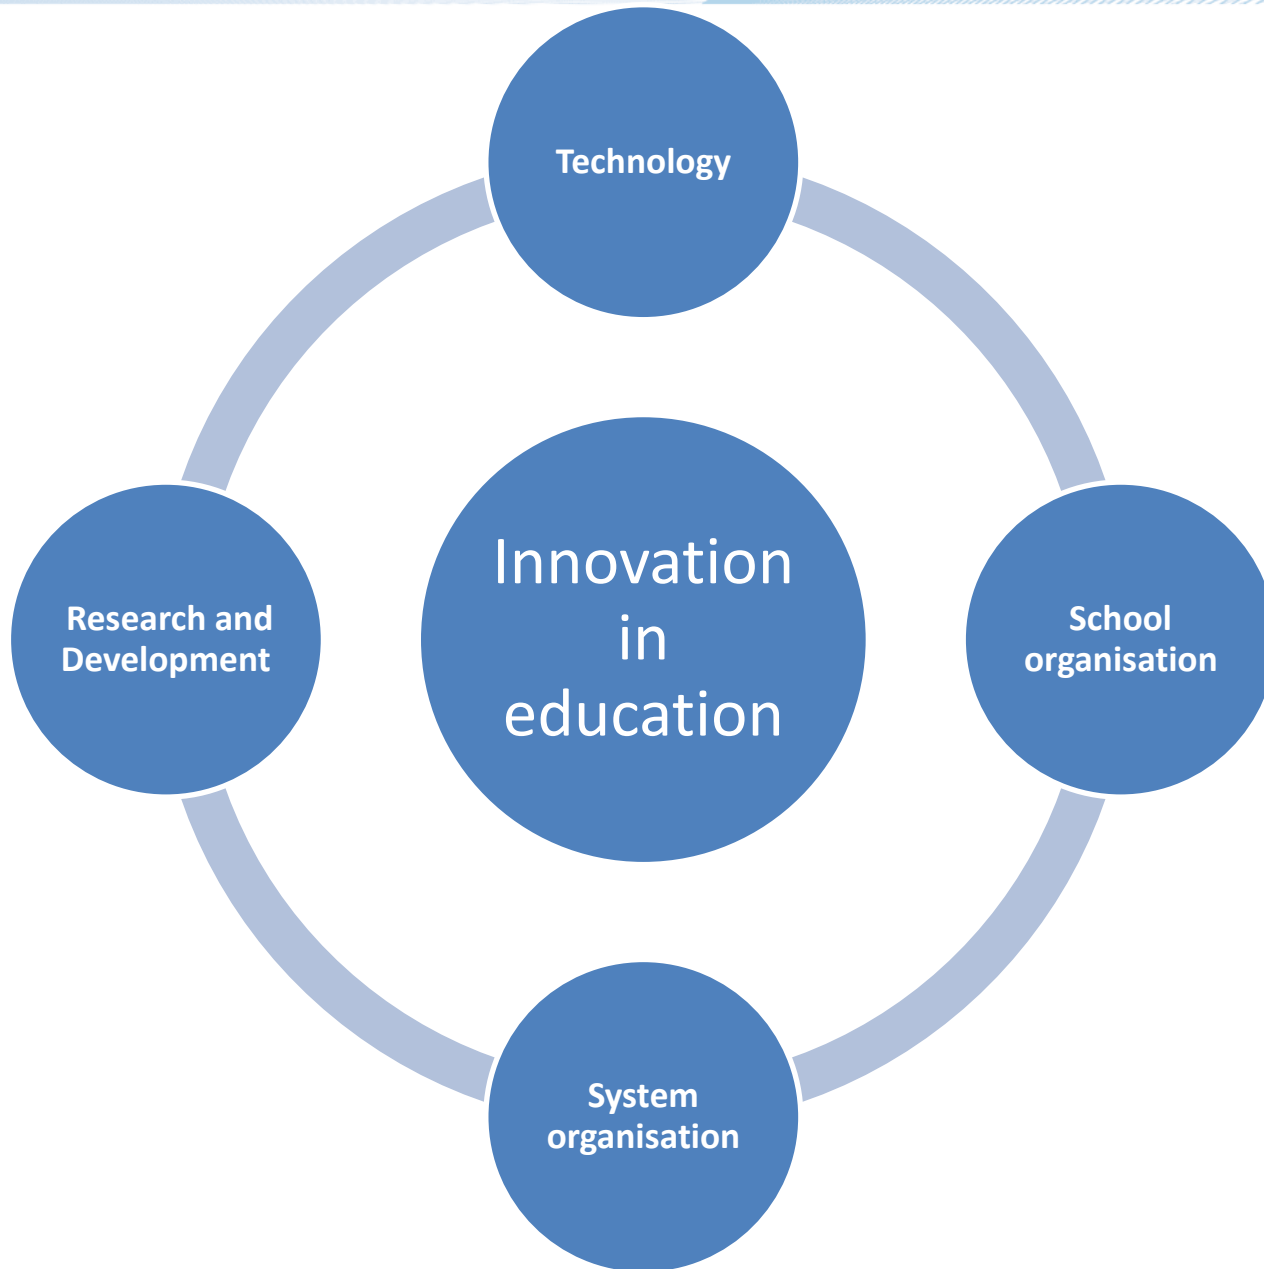 Technology
Research and
Development
Innovation
in
education
School
organisation
System
organisation